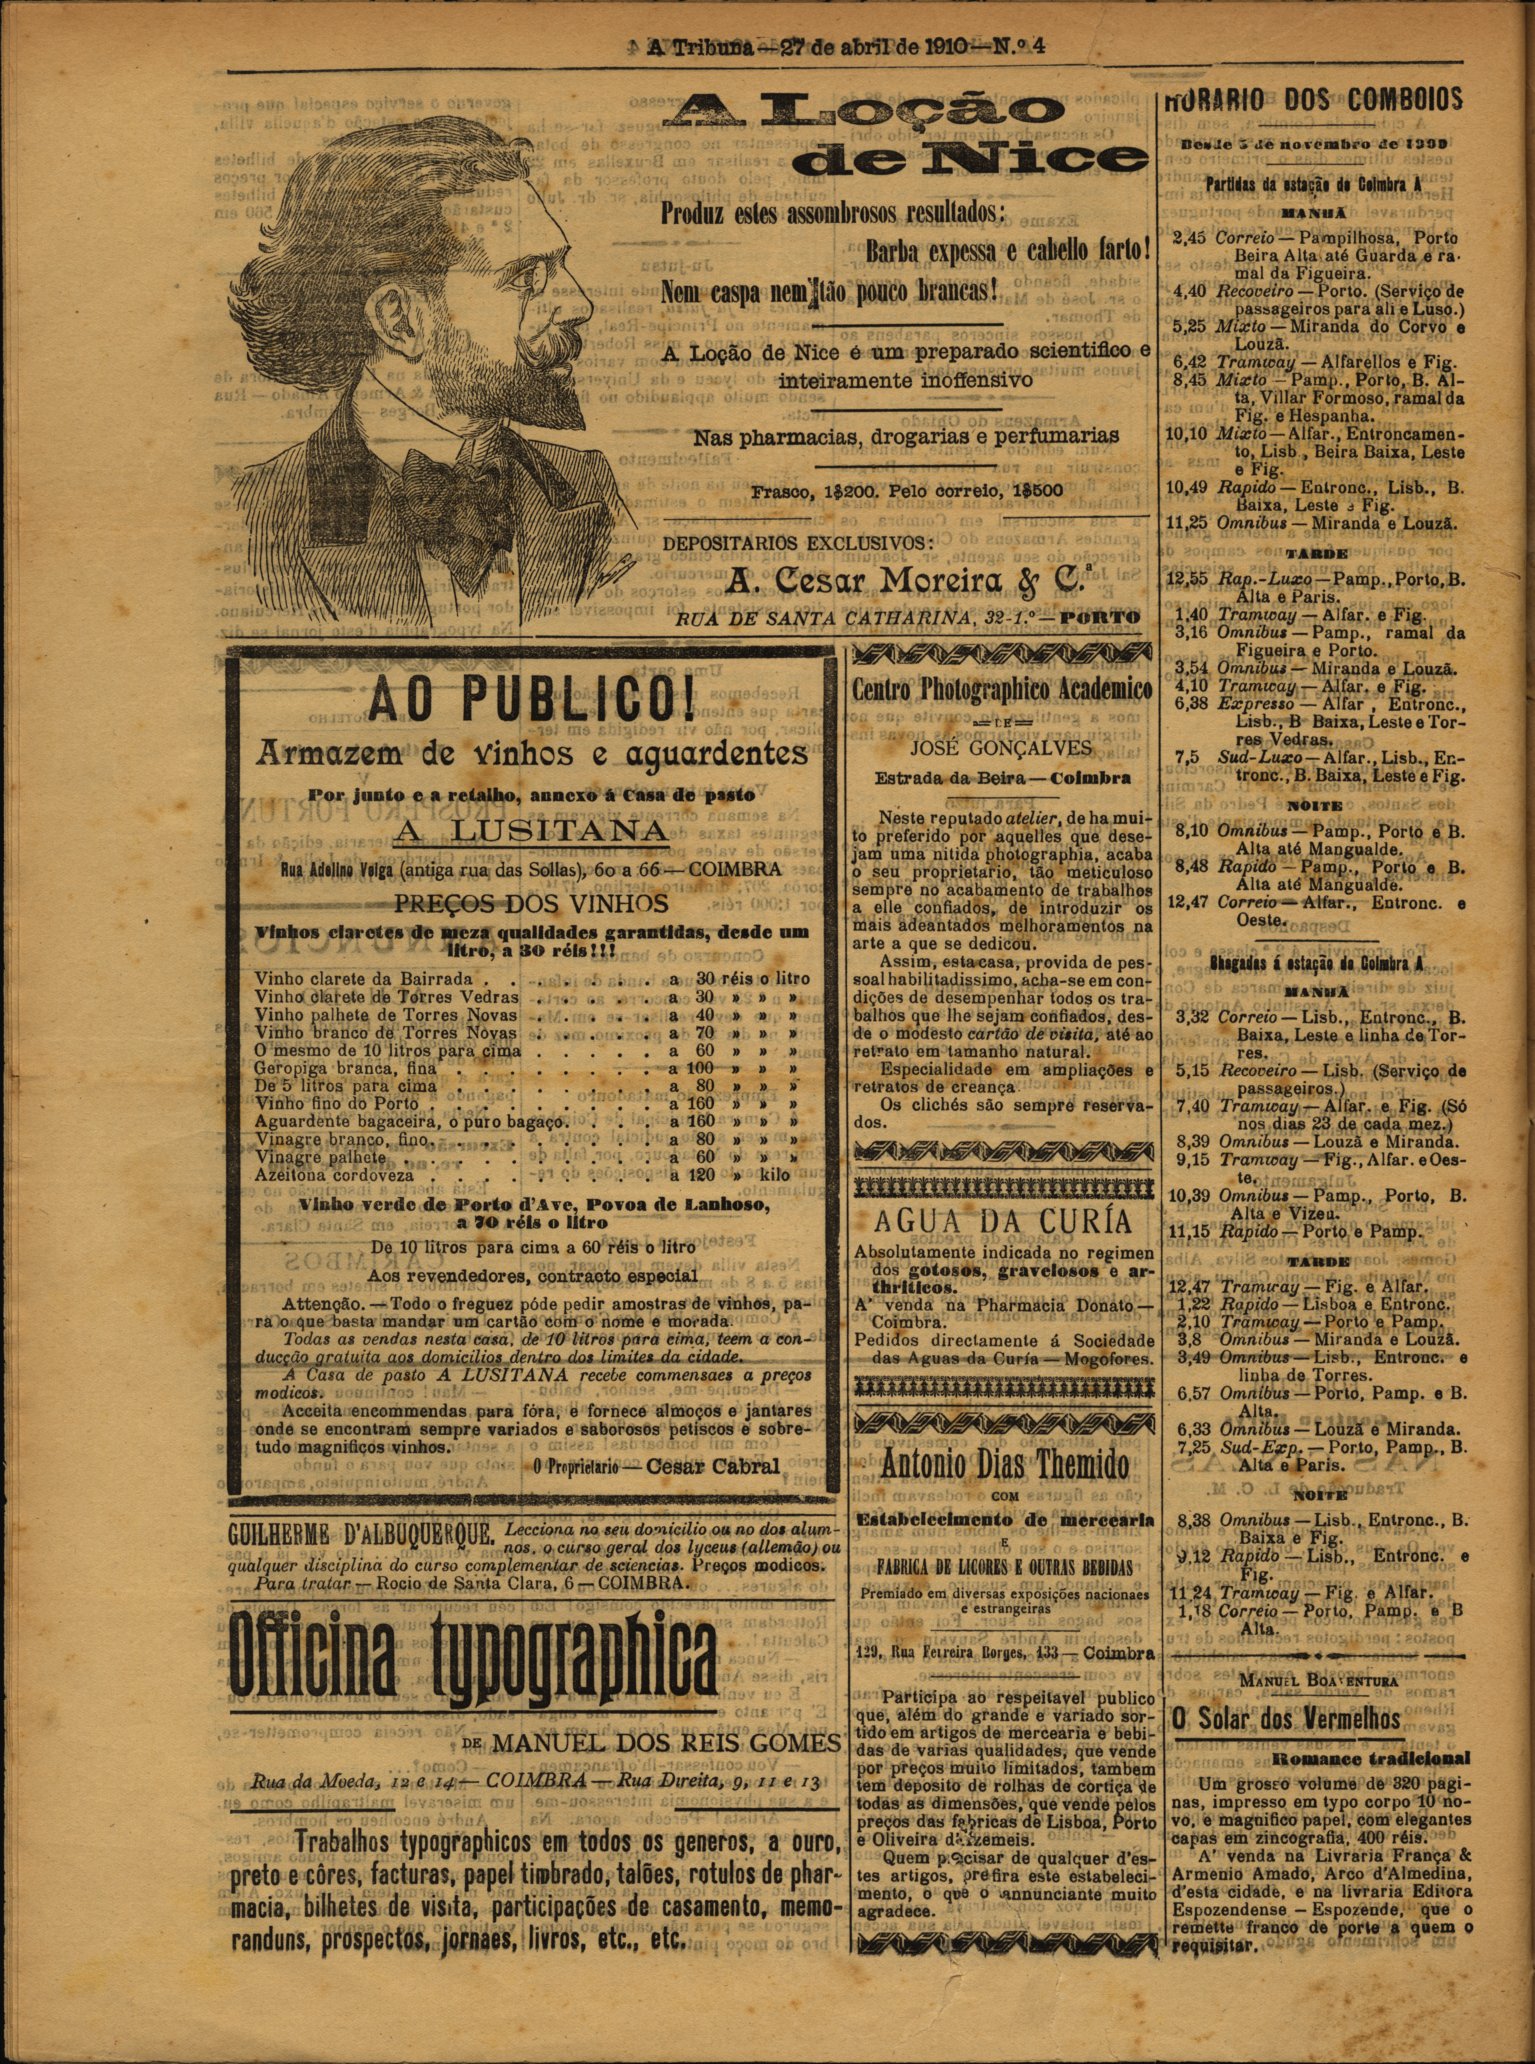 A Tribuna—27 de abril de 1910—N.º 4
A Loção
de Nice
Produz estes assombrosos resultados:
Barba expessa e cabello farto!
Nem caspa nem tão pouco brancas!
A Loção de Nice é um preparado scientifico e
inteiramente inoffensivo
Nas pharmacias, drogarias e perfumarias
Frasco, 1$200. Pelo correio, 1$500
DEPOSITARIOS EXCLUSIVOS:
A. Cesar Moreira & C.ª
RUA DE SANTA CATHARINA, 32-1.º—PORTO
AO PUBLICO!
Armazem de vinhos e aguardentes
Por junto e a retalho, annexo á Casa de pasto
A LUSITANA
Rua Adelino Veiga (antiga rua das Sollas), 60 a 66—COIMBRA
PREÇOS DOS VINHOS
Vinhos claretes de meza qualidades garantidas, desde um
litro, a 30 réis!!!
Vinho clarete da Bairrada . . . . . . . a 30 réis o litro
Vinho clarete de Torres Vedras . . . . . a 30 » » »
Vinho palhete de Torres Novas . . . . . a 40 » » »
Vinho branco de Torres Novas . . . . . a 70 » » »
O mesmo de 10 litros para cima . . . . . a 60 » » »
Geropiga branca, fina . . . . . . . . a 100 » » »
De 5 litros para cima . . . . . . . . a 80 » » »
Vinho fino do Porto . . . . . . . . . a 160 » » »
Aguardente bagaceira, o puro bagaço. . . . a 160 » » »
Vinagre branco, fino. . . . . . . . . a 80 » » »
Vinagre palhete . . . . . . . . . . a 60 » » »
Azeitona cordoveza . . . . . . . . . a 120 » kilo
Vinho verde de Porto d'Ave, Povoa de Lanhoso,
a 70 réis o litro
De 10 litros para cima a 60 réis o litro
Aos revendedores, contracto especial
Attenção.—Todo o freguez póde pedir amostras de vinhos, pa-
ra o que basta mandar um cartão com o nome e morada.
Todas as vendas nesta casa, de 10 litros para cima, teem a con-
ducção gratuita aos domicilios dentro dos limites da cidade.
A Casa de pasto A LUSITANA recebe commensaes a preços
modicos.
Acceita encommendas para fóra, e fornece almoços e jantares
onde se encontram sempre variados e saborosos petiscos e sobre-
tudo magnificos vinhos.
O Proprietario—Cesar Cabral
GUILHERME D'ALBUQUERQUE. Lecciona no seu domicilio ou no dos alum-
nos, o curso geral dos lyceus (allemão) ou
qualquer disciplina do curso complementar de sciencias. Preços modicos.
Para tratar—Rocio de Santa Clara, 6—COIMBRA.
Officina typographica
DE MANUEL DOS REIS GOMES
Rua da Moeda, 12 e 14—COIMBRA—Rua Direita, 9, 11 e 13
Trabalhos typographicos em todos os generos, a ouro,
preto e côres, facturas, papel timbrado, talões, rotulos de phar-
macia, bilhetes de visita, participações de casamento, memo-
randuns, prospectos, jornaes, livros, etc., etc.
Centro Photographico Academico
DE
JOSÉ GONÇALVES
Estrada da Beira—Coimbra
Neste reputado atelier, de ha mui-
to preferido por aquelles que dese-
jam uma nitida photographia, acaba
o seu proprietario, tão meticuloso
sempre no acabamento de trabalhos
a elle confiados, de introduzir os
mais adeantados melhoramentos na
arte a que se dedicou.
Assim, esta casa, provida de pes-
soal habilitadissimo, acha-se em con-
dições de desempenhar todos os tra-
balhos que lhe sejam confiados, des-
de o modesto cartão de visita, até ao
retrato em tamanho natural.
Especialidade em ampliações e
retratos de creança.
Os clichés são sempre reserva-
dos.
AGUA DA CURÍA
Absolutamente indicada no regimen
dos gotosos, gravelosos e ar-
thriticos.
A' venda na Pharmacia Donato—
Coimbra.
Pedidos directamente á Sociedade
das Aguas da Curía—Mogofores.
Antonio Dias Themido
COM
Estabelecimento de mercearia
E
FABRICA DE LICORES E OUTRAS BEBIDAS
Premiado em diversas exposições nacionaes
e estrangeiras
129, Rua Ferreira Borges, 133—Coimbra
Participa ao respeitavel publico
que, além do grande e variado sor-
tido em artigos de mercearia e bebi-
das de varias qualidades, que vende
por preços muito limitados, tambem
tem deposito de rolhas de cortiça de
todas as dimensões, que vende pelos
preços das fabricas de Lisboa, Porto
e Oliveira d'Azemeis.
Quem precisar de qualquer d'es-
tes artigos, prefira este estabeleci-
mento, o que o annunciante muito
agradece.
HORARIO DOS COMBOIOS
Desde 5 de novembro de
Partidas da estação de Coimbra A
MANHÃ
2,45 Correio—Pampilhosa, Porto
Beira Alta até Guarda e ra-
mal da Figueira.
4,40 Recoveiro—Porto. (Serviço de
passageiros para ali e Luso.)
5,25 Mixto—Miranda do Corvo e
Louzã.
6,42 Tramway—Alfarellos e Fig.
8,45 Mixto—Pamp., Porto, B. Al-
ta, Villar Formoso, ramal da
Fig. e Hespanha.
10,10 Mixto—Alfar., Entroncamen-
to, Lisb., Beira Baixa, Leste
e Fig.
10,49 Rapido—Entronc., Lisb., B.
Baixa, Leste e Fig.
11,25 Omnibus—Miranda e Louzã.
TARDE
12,55 Rap.-Luxo—Pamp., Porto, B.
Alta e Paris.
1,40 Tramway—Alfar. e Fig.
3,16 Omnibus—Pamp., ramal da
Figueira e Porto.
3,54 Omnibus—Miranda e Louzã.
4,10 Tramway—Alfar. e Fig.
6,38 Expresso—Alfar , Entronc.,
Lisb., B Baixa, Leste e Tor-
res Vedras.
7,5 Sud-Luxo—Alfar., Lisb., En-
tronc., B. Baixa, Leste e Fig.
NOITE
8,10 Omnibus—Pamp., Porto e B.
Alta até Mangualde.
8,48 Rapido—Pamp., Porto e B.
Alta até Mangualde.
12,47 Correio—Alfar., Entronc. e
Oeste.
Chegadas á estação de Coimbra A
MANHÃ
3,32 Correio—Lisb., Entronc., B.
Baixa, Leste e linha de Tor-
res.
5,15 Recoveiro—Lisb. (Serviço de
passageiros.)
7,40 Tramway—Alfar. e Fig. (Só
nos dias 23 de cada mez.)
8,39 Omnibus—Louzã e Miranda.
9,15 Tramway—Fig., Alfar. e Oes-
te.
10,39 Omnibus—Pamp., Porto, B.
Alta e Vizeu.
11,15 Rapido—Porto e Pamp.
TARDE
12,47 Tramway—Fig. e Alfar.
1,22 Rapido—Lisboa e Entronc.
2,10 Tramway—Porto e Pamp.
3,8 Omnibus—Miranda e Louzã.
3,49 Omnibus—Lisb., Entronc. e
linha de Torres.
6,57 Omnibus—Porto, Pamp. e B.
Alta.
6,33 Omnibus—Louzã e Miranda.
7,25 Sud-Exp.—Porto, Pamp., B.
Alta e Paris.
NOITE
8,38 Omnibus—Lisb., Entronc., B.
Baixa e Fig.
9,12 Rapido—Lisb., Entronc. e
Fig.
11,24 Tramway—Fig. e Alfar.
1,18 Correio—Porto, Pamp. e B
Alta.
MANUEL BOAVENTURA
O Solar dos Vermelhos
Romance tradicional
Um grosso volume de 320 pagi-
nas, impresso em typo corpo 10 no-
vo, e magnifico papel, com elegantes
capas em zincografia, 400 réis.
A' venda na Livraria França &
Armenio Amado, Arco d'Almedina,
d'esta cidade, e na livraria Editora
Espozendense — Espozende, que o
remette franco de porte a quem o
requisitar.